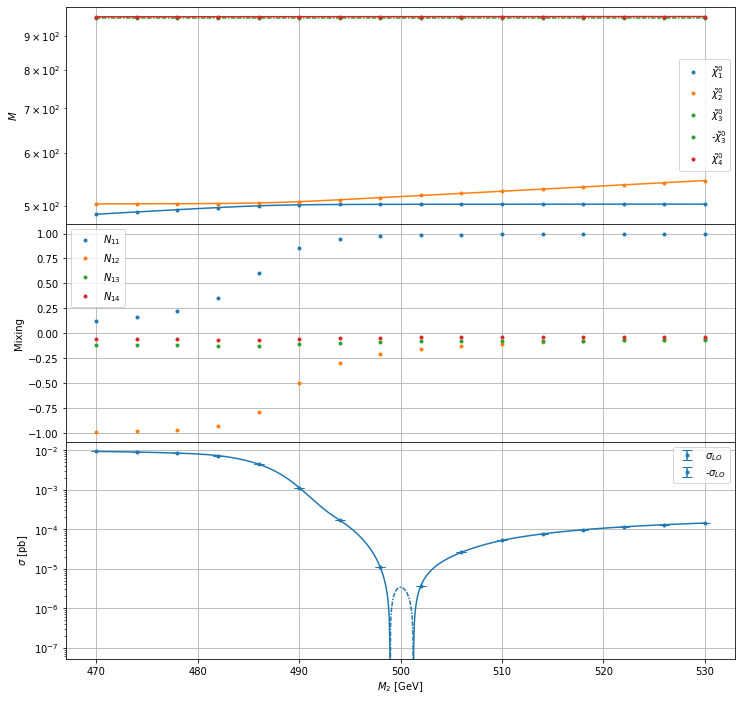 9 × 10²
8 × 10²
7 × 10²
6 × 10²
5 × 10²
M
χ̃⁰₁
χ̃⁰₂
χ̃⁰₃
-χ̃⁰₃
χ̃⁰₄
1.00
0.75
0.50
0.25
0.00
−0.25
−0.50
−0.75
−1.00
Mixing
N₁₁
N₁₂
N₁₃
N₁₄
10⁻²
10⁻³
10⁻⁴
10⁻⁵
10⁻⁶
10⁻⁷
σ [pb]
σ_LO
-σ_LO
470 480 490 500 510 520 530
M₂ [GeV]